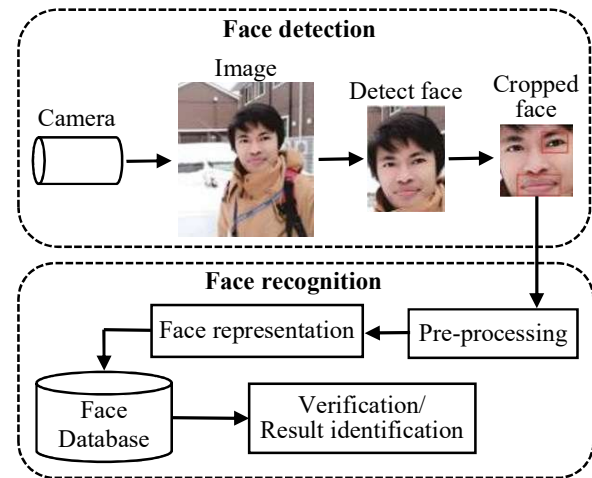 Face detection
Image
Camera
Detect face
Cropped
face
Face recognition
Face representation
Pre-processing
Face
Database
Verification/
Result identification